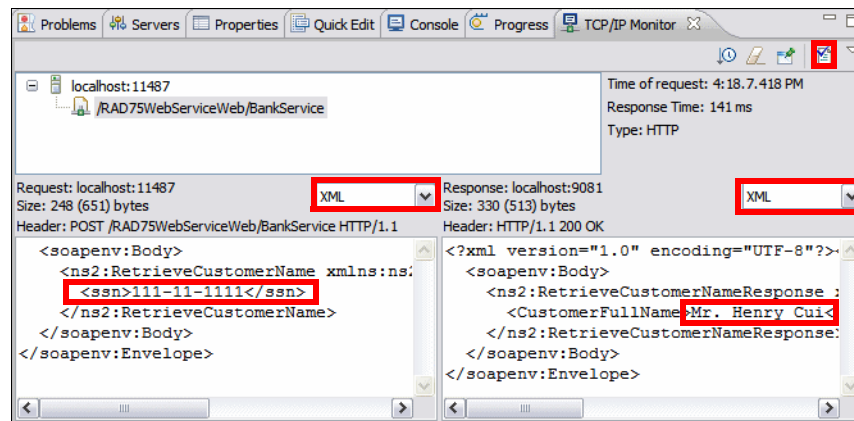 Problems Servers Properties Quick Edit Console Progress TCP/IP Monitor
localhost:11487
/RAD75WebServiceWeb/BankService
Time of request: 4:18.7.418 PM
Response Time: 141 ms
Type: HTTP
Request: localhost:11487
Size: 248 (651) bytes
Header: POST /RAD75WebServiceWeb/BankService HTTP/1.1
XML
Response: localhost:9081
Size: 330 (513) bytes
Header: HTTP/1.1 200 OK
XML
<soapenv:Body>
<ns2:RetrieveCustomerName xmlns:ns2
<ssn>111-11-1111</ssn>
</ns2:RetrieveCustomerName>
</soapenv:Body>
</soapenv:Envelope>
<?xml version="1.0" encoding="UTF-8"?><
<soapenv:Body>
<ns2:RetrieveCustomerNameResponse
<CustomerFullName>Mr. Henry Cui<
</ns2:RetrieveCustomerNameResponse>
</soapenv:Body>
</soapenv:Envelope>